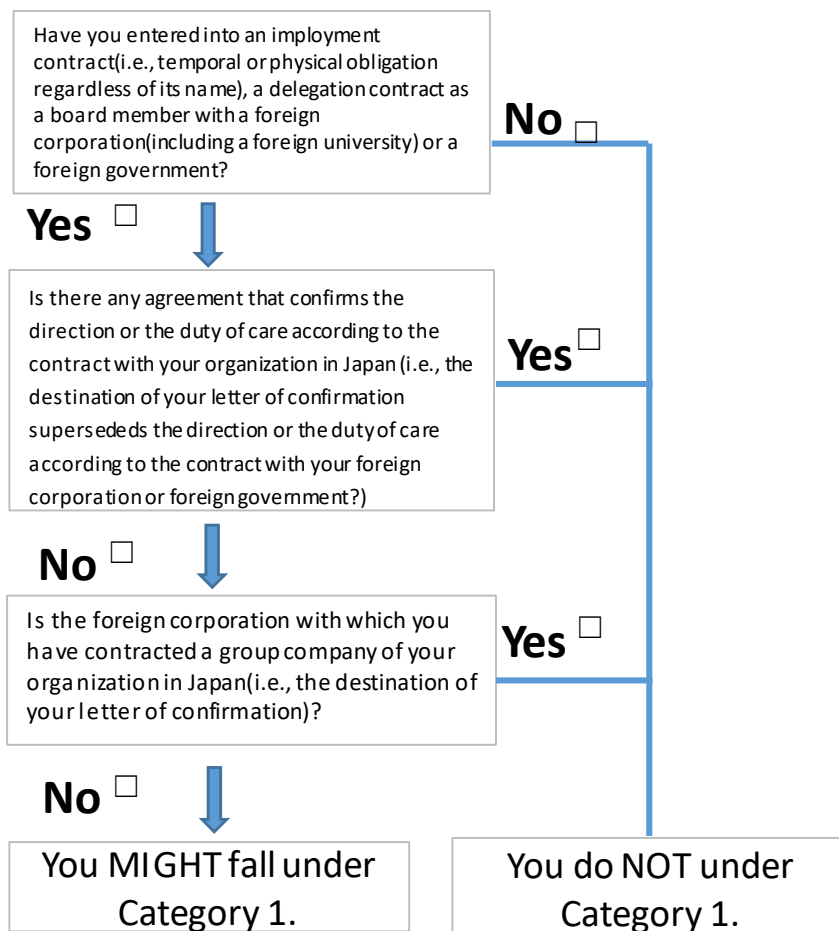 Have you entered into an imployment
contract(i.e., temporal or physical obligation
regardless of its name), a delegation contract as
a board member with a foreign
corporation(including a foreign university) or a
foreign government?
No □
Yes □
Is there any agreement that confirms the
direction or the duty of care according to the
contract with your organization in Japan (i.e., the
destination of your letter of confirmation
supersededs the direction or the duty of care
according to the contract with your foreign
corporation or foreign government?)
Yes □
No □
Is the foreign corporation with which you
have contracted a group company of your
organization in Japan(i.e., the destination of
your letter of confirmation)?
Yes □
No □
You MIGHT fall under
Category 1.
You do NOT under
Category 1.